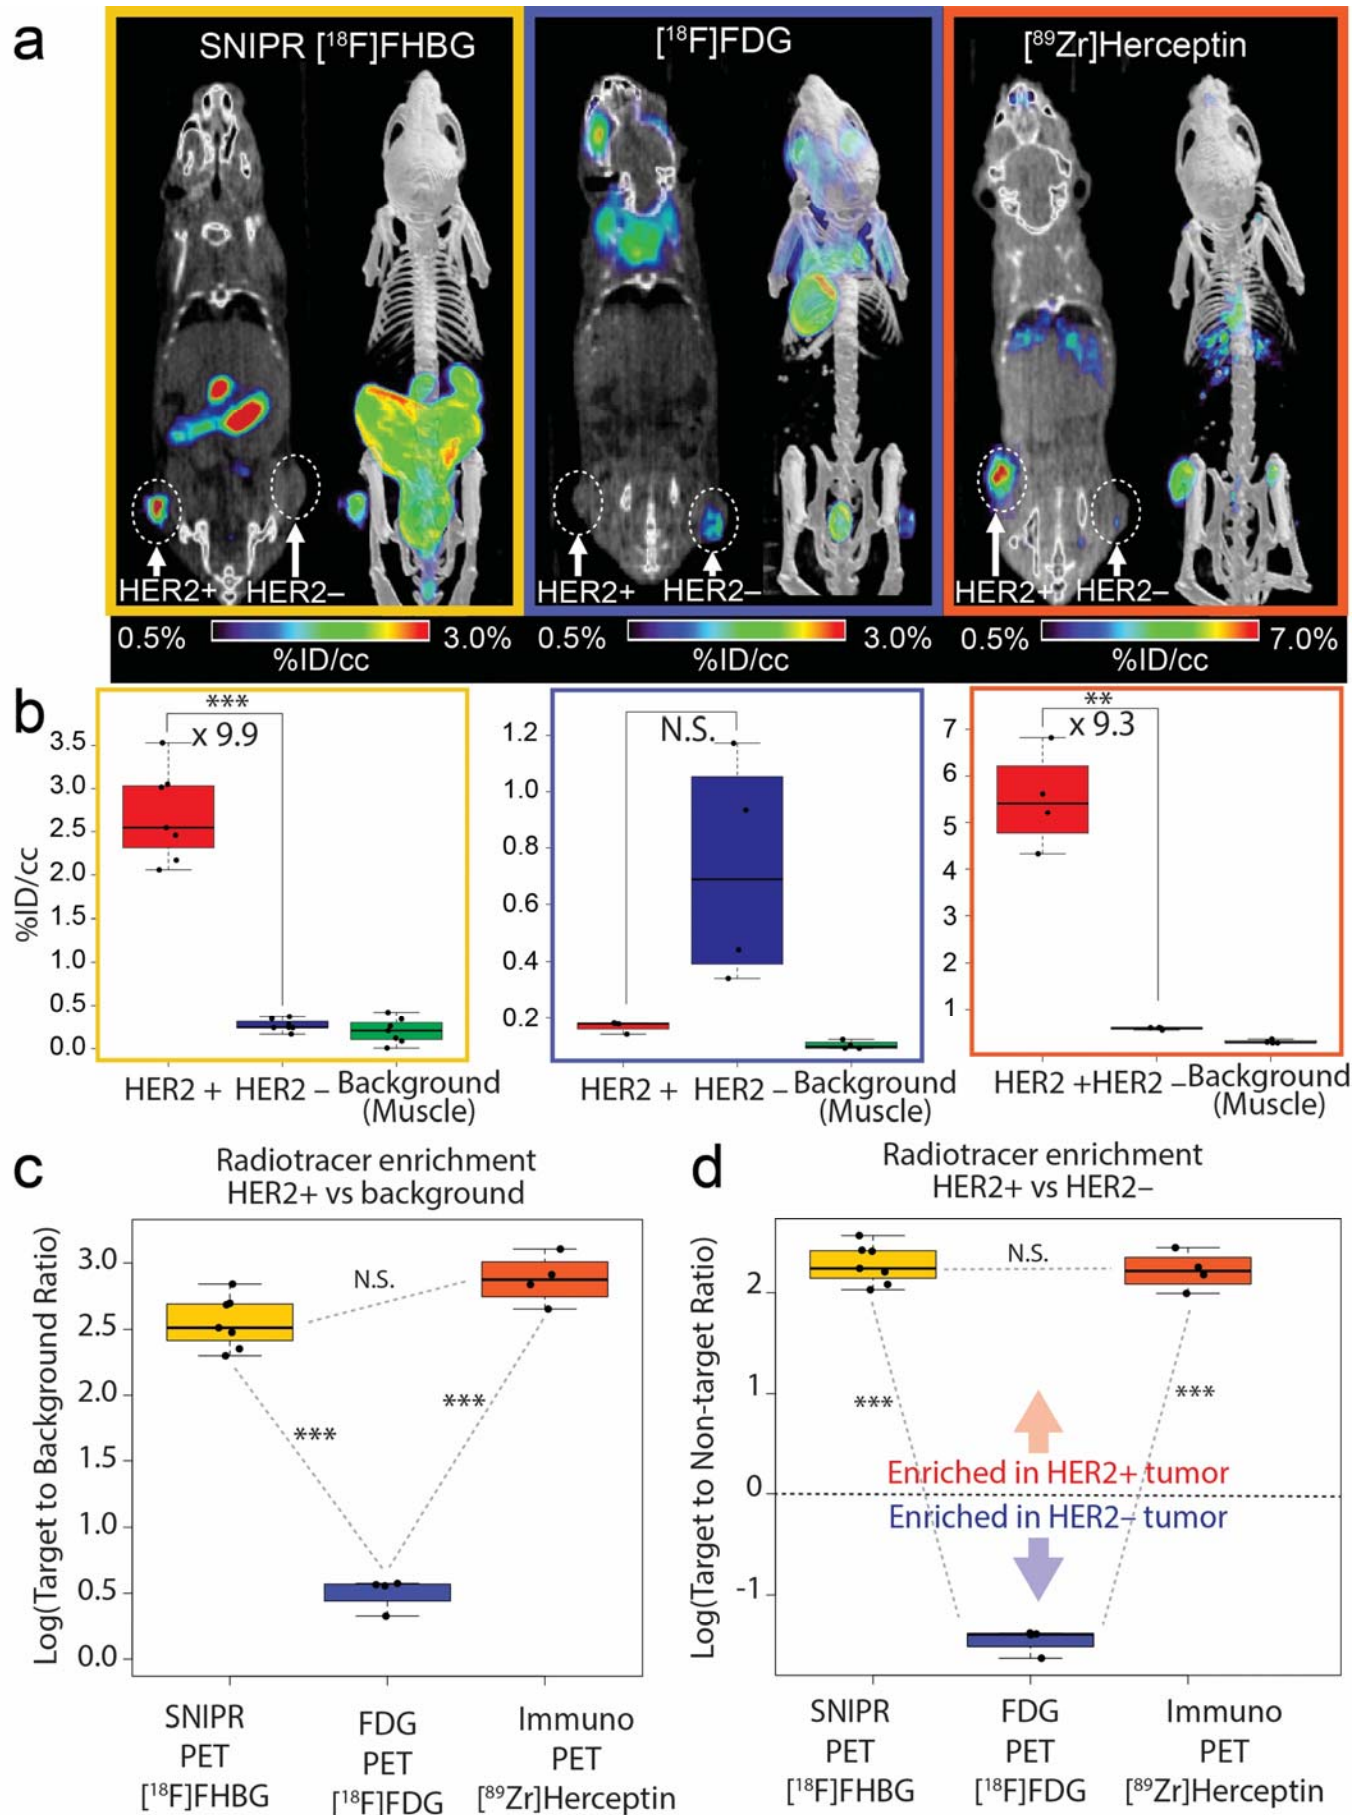 a
SNIPR [¹⁸F]FHBG
[¹⁸F]FDG
[⁸⁹Zr]Herceptin
HER2+ HER2–
HER2+ HER2–
HER2+ HER2–
0.5% 3.0%
%ID/cc
0.5% 3.0%
%ID/cc
0.5% 7.0%
%ID/cc
b
%ID/cc
***
x 9.9
3.5
3.0
2.5
2.0
1.5
1.0
0.5
0.0
HER2 + HER2 – Background
(Muscle)
N.S.
1.2
1.0
0.8
0.6
0.4
0.2
HER2 + HER2 – Background
(Muscle)
**
x 9.3
7
6
5
4
3
2
1
HER2 + HER2 – Background
(Muscle)
c
Radiotracer enrichment
HER2+ vs background
Log(Target to Background Ratio)
3.0
2.5
2.0
1.5
1.0
0.5
0.0
N.S.
***
***
SNIPR
PET
[¹⁸F]FHBG
FDG
PET
[¹⁸F]FDG
Immuno
PET
[⁸⁹Zr]Herceptin
d
Radiotracer enrichment
HER2+ vs HER2–
Log(Target to Non-target Ratio)
2
1
0
-1
N.S.
***
***
Enriched in HER2+ tumor
Enriched in HER2– tumor
SNIPR
PET
[¹⁸F]FHBG
FDG
PET
[¹⁸F]FDG
Immuno
PET
[⁸⁹Zr]Herceptin